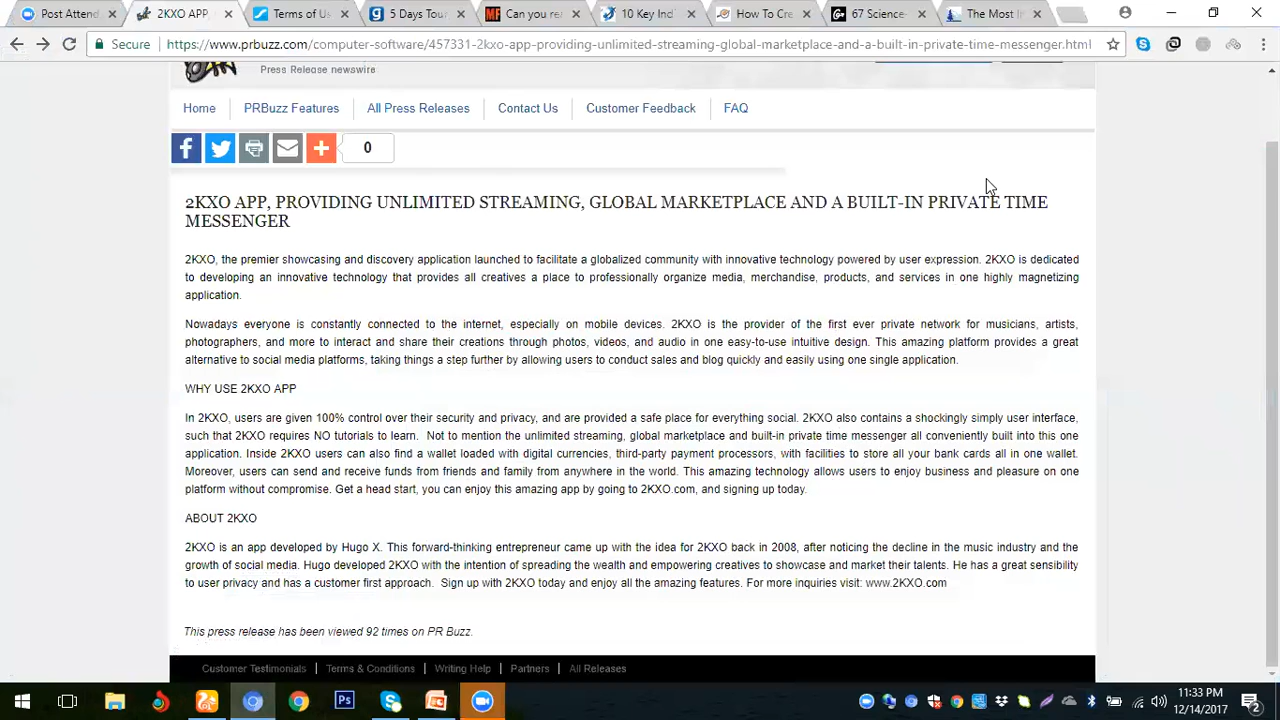 Post Attend
2KXO APP,
Terms of Us
5 Days Tour
Can you re
10 Key Ind
How To Cre
67 Science-
The Most I
Secure
https://www.prbuzz.com/computer-software/457331-2kxo-app-providing-unlimited-streaming-global-marketplace-and-a-built-in-private-time-messenger.html
Press Release newswire
Home
PRBuzz Features
All Press Releases
Contact Us
Customer Feedback
FAQ
0
2KXO APP, PROVIDING UNLIMITED STREAMING, GLOBAL MARKETPLACE AND A BUILT-IN PRIVATE TIME
MESSENGER
2KXO, the premier showcasing and discovery application launched to facilitate a globalized community with innovative technology powered by user expression. 2KXO is dedicated
to developing an innovative technology that provides all creatives a place to professionally organize media, merchandise, products, and services in one highly magnetizing
application.
Nowadays everyone is constantly connected to the internet, especially on mobile devices. 2KXO is the provider of the first ever private network for musicians, artists,
photographers, and more to interact and share their creations through photos, videos, and audio in one easy-to-use intuitive design. This amazing platform provides a great
alternative to social media platforms, taking things a step further by allowing users to conduct sales and blog quickly and easily using one single application.
WHY USE 2KXO APP
In 2KXO, users are given 100% control over their security and privacy, and are provided a safe place for everything social. 2KXO also contains a shockingly simply user interface,
such that 2KXO requires NO tutorials to learn. Not to mention the unlimited streaming, global marketplace and built-in private time messenger all conveniently built into this one
application. Inside 2KXO users can also find a wallet loaded with digital currencies, third-party payment processors, with facilities to store all your bank cards all in one wallet.
Moreover, users can send and receive funds from friends and family from anywhere in the world. This amazing technology allows users to enjoy business and pleasure on one
platform without compromise. Get a head start, you can enjoy this amazing app by going to 2KXO.com, and signing up today.
ABOUT 2KXO
2KXO is an app developed by Hugo X. This forward-thinking entrepreneur came up with the idea for 2KXO back in 2008, after noticing the decline in the music industry and the
growth of social media. Hugo developed 2KXO with the intention of spreading the wealth and empowering creatives to showcase and market their talents. He has a great sensibility
to user privacy and has a customer first approach. Sign up with 2KXO today and enjoy all the amazing features. For more inquiries visit: www.2KXO.com
This press release has been viewed 92 times on PR Buzz.
Customer Testimonials | Terms & Conditions | Writing Help | Partners | All Releases
11:33 PM
12/14/2017
2